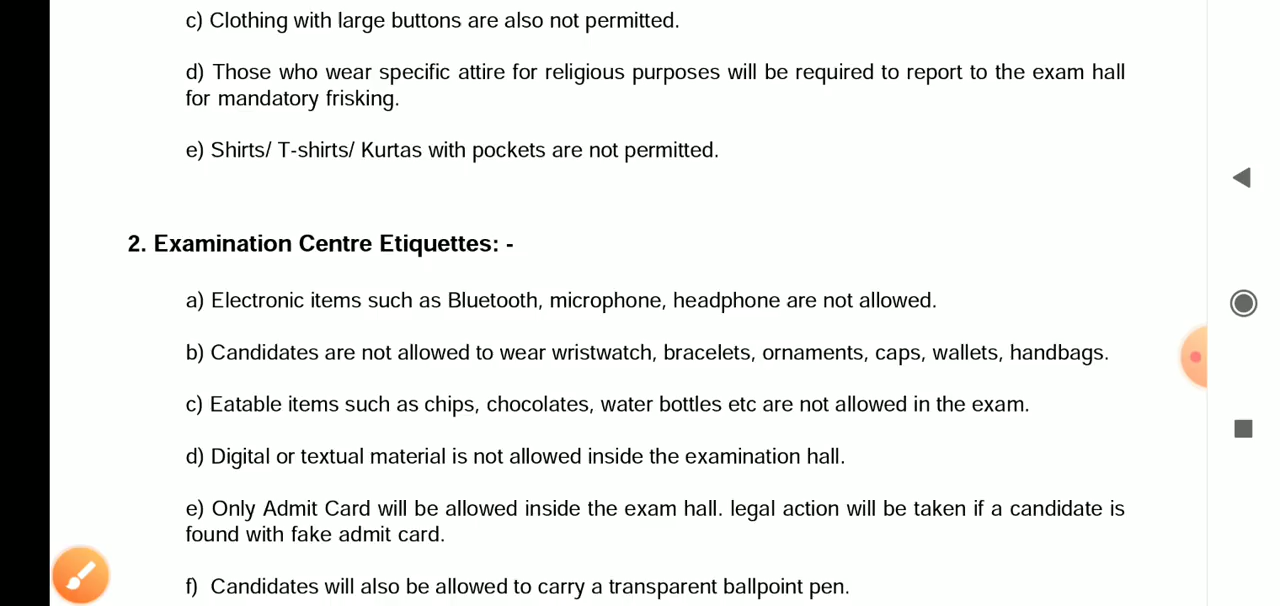 c) Clothing with large buttons are also not permitted.
d) Those who wear specific attire for religious purposes will be required to report to the exam hall
for mandatory frisking.
e) Shirts/ T-shirts/ Kurtas with pockets are not permitted.
2. Examination Centre Etiquettes: -
a) Electronic items such as Bluetooth, microphone, headphone are not allowed.
b) Candidates are not allowed to wear wristwatch, bracelets, ornaments, caps, wallets, handbags.
c) Eatable items such as chips, chocolates, water bottles etc are not allowed in the exam.
d) Digital or textual material is not allowed inside the examination hall.
e) Only Admit Card will be allowed inside the exam hall. legal action will be taken if a candidate is
found with fake admit card.
f) Candidates will also be allowed to carry a transparent ballpoint pen.